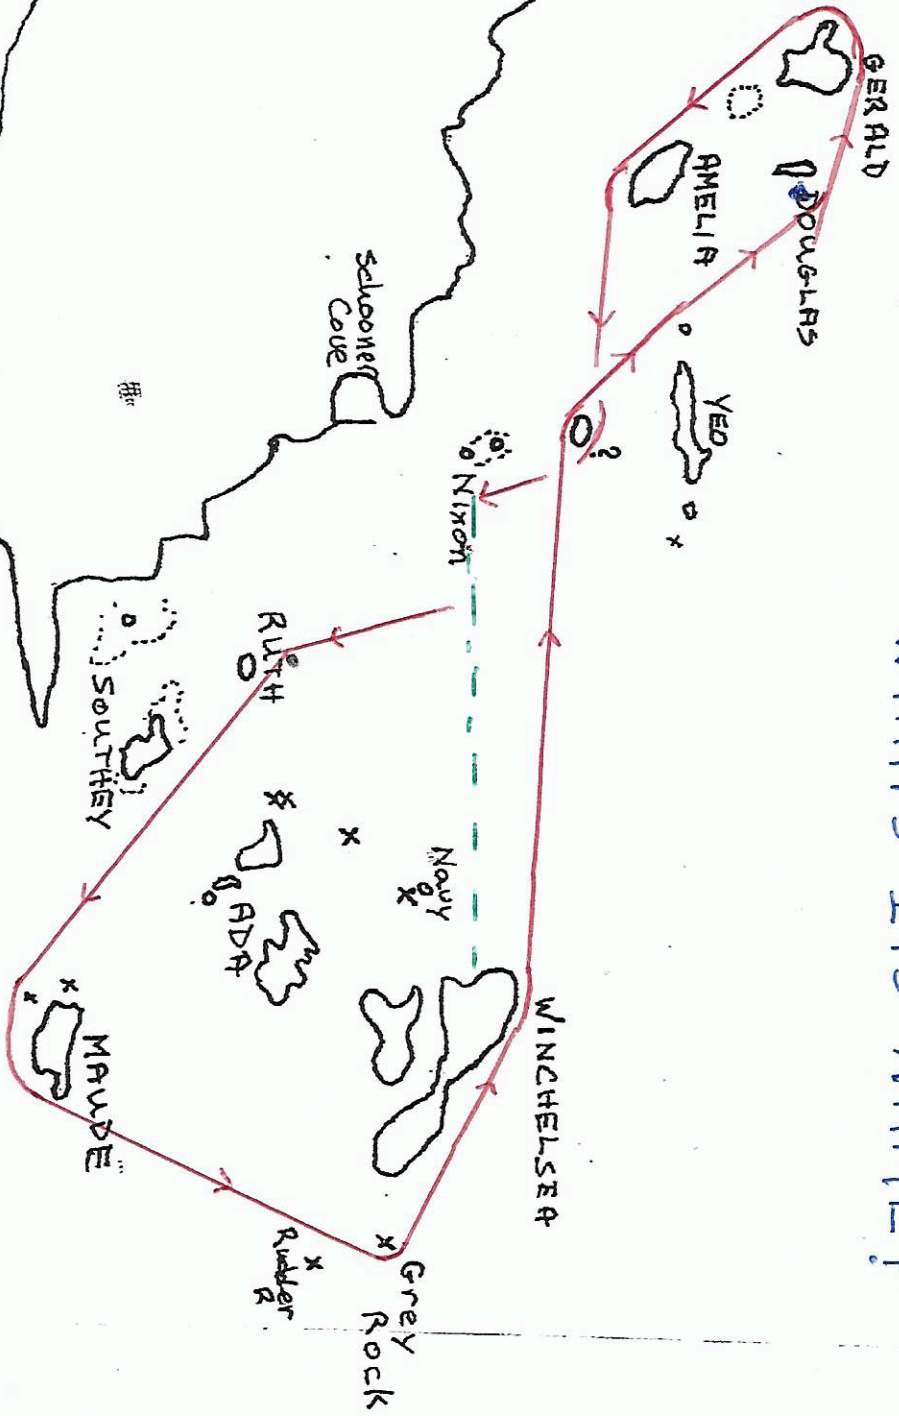 GERALD
DOUGLAS
AMELIA
YEO
?
Schooner
Cove
Nixon
RUTH
SOUTHEY
Navy
ADA
WINCHELSEA
MAUDE
Grey
Rock
Rudder
R